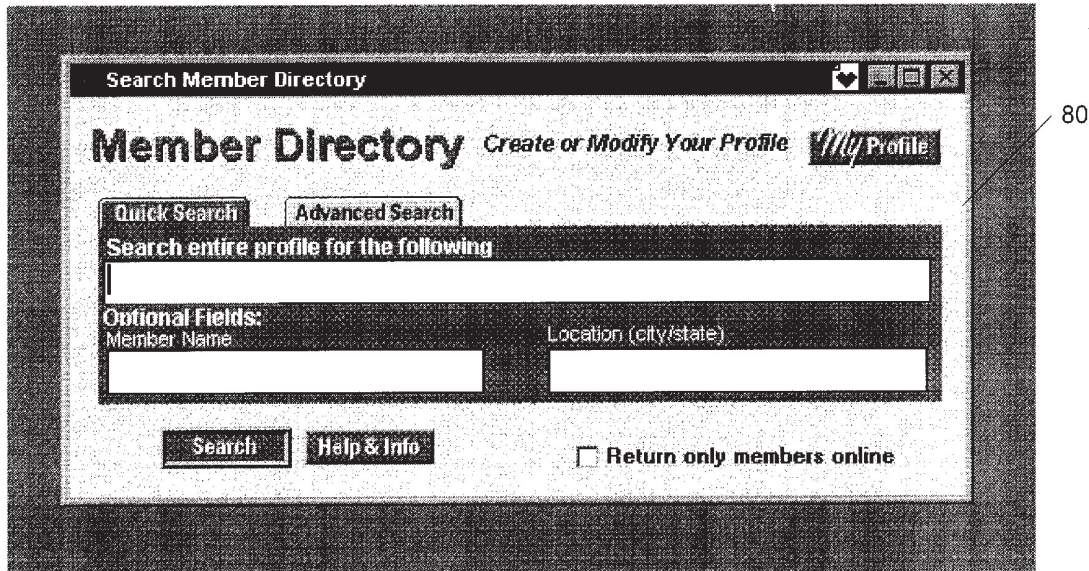 Search Member Directory
80
Member Directory Create or Modify Your Profile My Profile
Quick Search Advanced Search
Search entire profile for the following
Optional Fields:
Member Name Location (city/state)
Search Help & Info
Return only members online